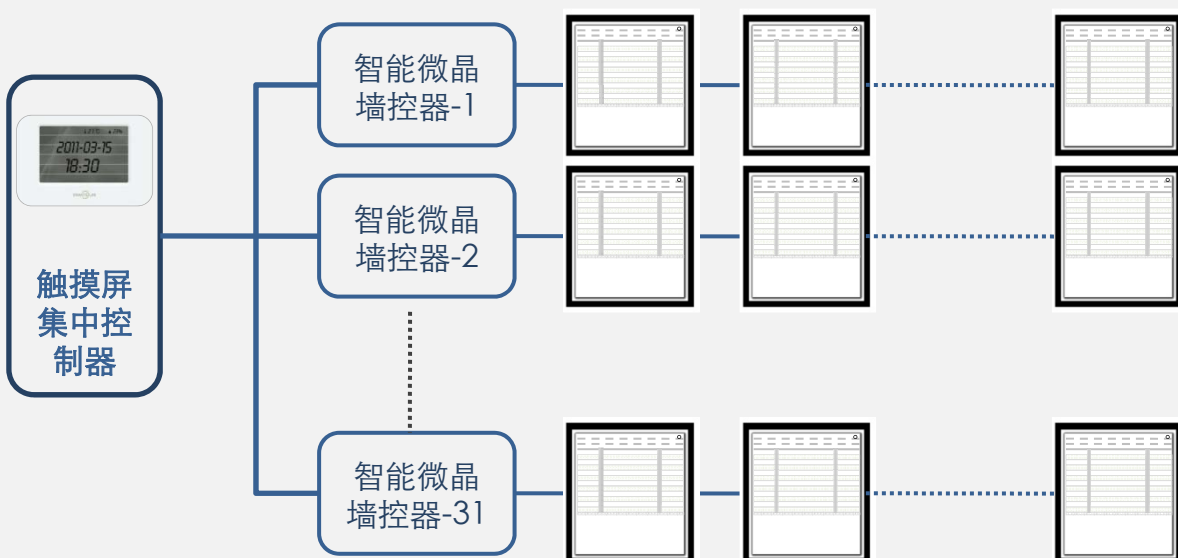 智能微晶
墙控器-1
2011-03-15
18:30
智能微晶
墙控器-2
触摸屏
集中控
制器
智能微晶
墙控器-31